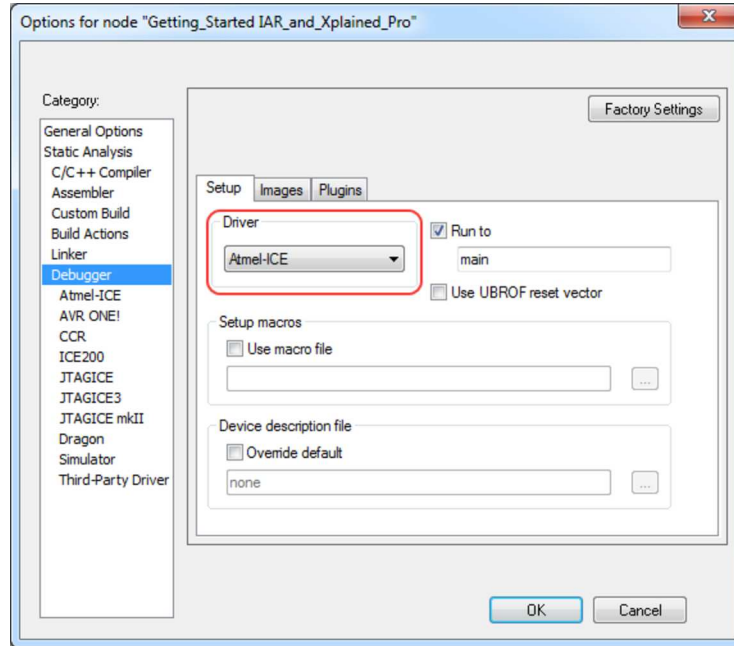 Options for node "Getting_Started IAR_and_Xplained_Pro"
x
Category:
Factory Settings
General Options
Static Analysis
C/C++ Compiler
Assembler
Custom Build
Build Actions
Linker
Debugger
Atmel-ICE
AVR ONE!
CCR
ICE200
JTAGICE
JTAGICE3
JTAGICE mkII
Dragon
Simulator
Third-Party Driver
Setup Images Plugins
Driver
Atmel-ICE
Run to
main
Use UBROF reset vector
Setup macros
Use macro file
...
Device description file
Override default
none
...
OK Cancel